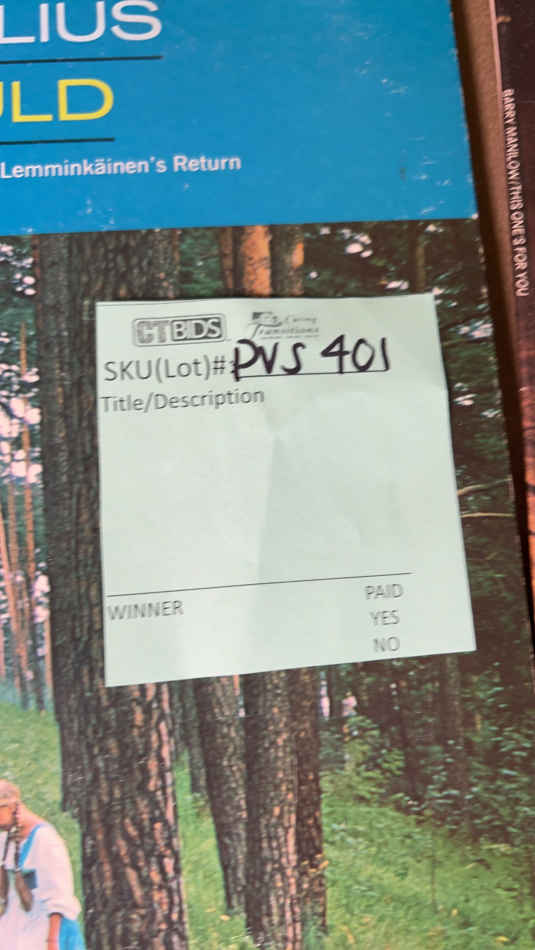 LIUS
ULD
Lemminkäinen's Return
BARRY MANILOW/THIS ONE'S FOR YOU
CTBIDS
Caring
Transitions
SKU(Lot)#: PVS 401
Title/Description
WINNER
PAID
YES
NO